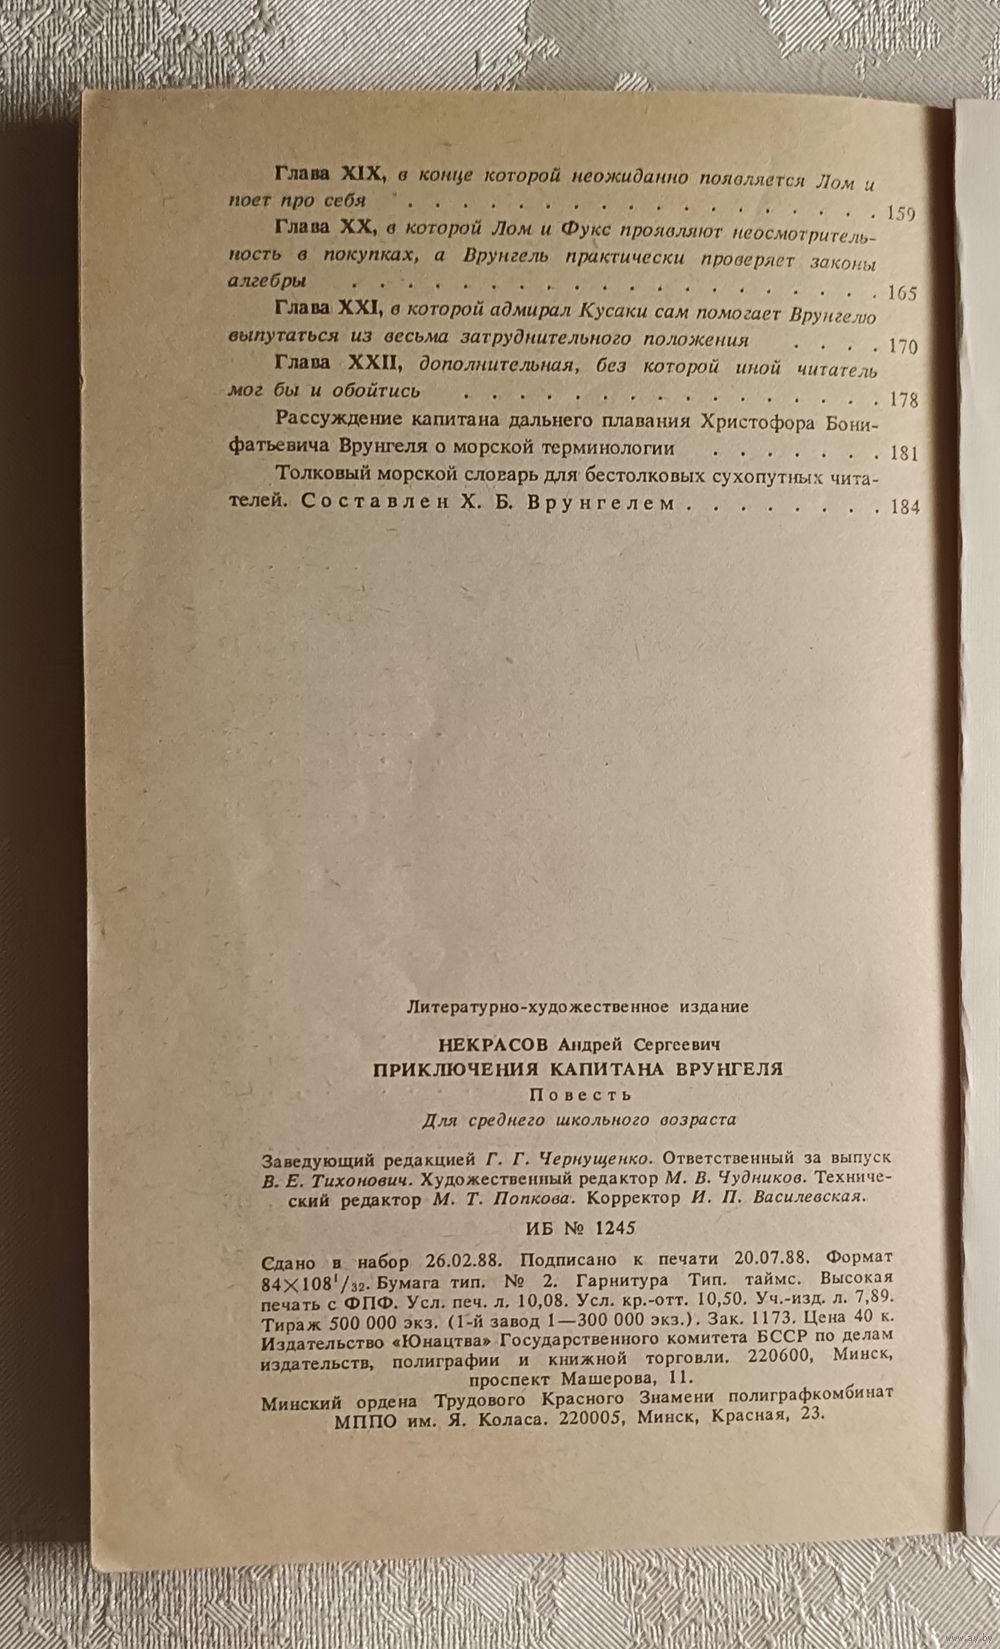 Глава XIX, в конце которой неожиданно появляется Лом и
поет про себя . . . . . . . . . . . . . . . . . . 159
Глава XX, в которой Лом и Фукс проявляют неосмотритель-
ность в покупках, а Врунгель практически проверяет законы
алгебры . . . . . . . . . . . . . . . . . . . . 165
Глава XXI, в которой адмирал Кусаки сам помогает Врунгелю
выпутаться из весьма затруднительного положения . . . . 170
Глава XXII, дополнительная, без которой иной читатель
мог бы и обойтись . . . . . . . . . . . . . . . . 178
Рассуждение капитана дальнего плавания Христофора Бони-
фатьевича Врунгеля о морской терминологии . . . . . . . 181
Толковый морской словарь для бестолковых сухопутных чита-
телей. Составлен Х. Б. Врунгелем . . . . . . . . 184
Литературно-художественное издание
НЕКРАСОВ Андрей Сергеевич
ПРИКЛЮЧЕНИЯ КАПИТАНА ВРУНГЕЛЯ
Повесть
Для среднего школьного возраста
Заведующий редакцией Г. Г. Чернущенко. Ответственный за выпуск
В. Е. Тихонович. Художественный редактор М. В. Чудников. Техниче-
ский редактор М. Т. Попкова. Корректор И. П. Василевская.
ИБ № 1245
Сдано в набор 26.02.88. Подписано к печати 20.07.88. Формат
84×108¹/₃₂. Бумага тип. № 2. Гарнитура Тип. таймс. Высокая
печать с ФПФ. Усл. печ. л. 10,08. Усл. кр.-отт. 10,50. Уч.-изд. л. 7,89.
Тираж 500 000 экз. (1-й завод 1—300 000 экз.). Зак. 1173. Цена 40 к.
Издательство «Юнацтва» Государственного комитета БССР по делам
издательств, полиграфии и книжной торговли. 220600, Минск,
проспект Машерова, 11.
Минский ордена Трудового Красного Знамени полиграфкомбинат
МППО им. Я. Коласа. 220005, Минск, Красная, 23.
www.ay.by